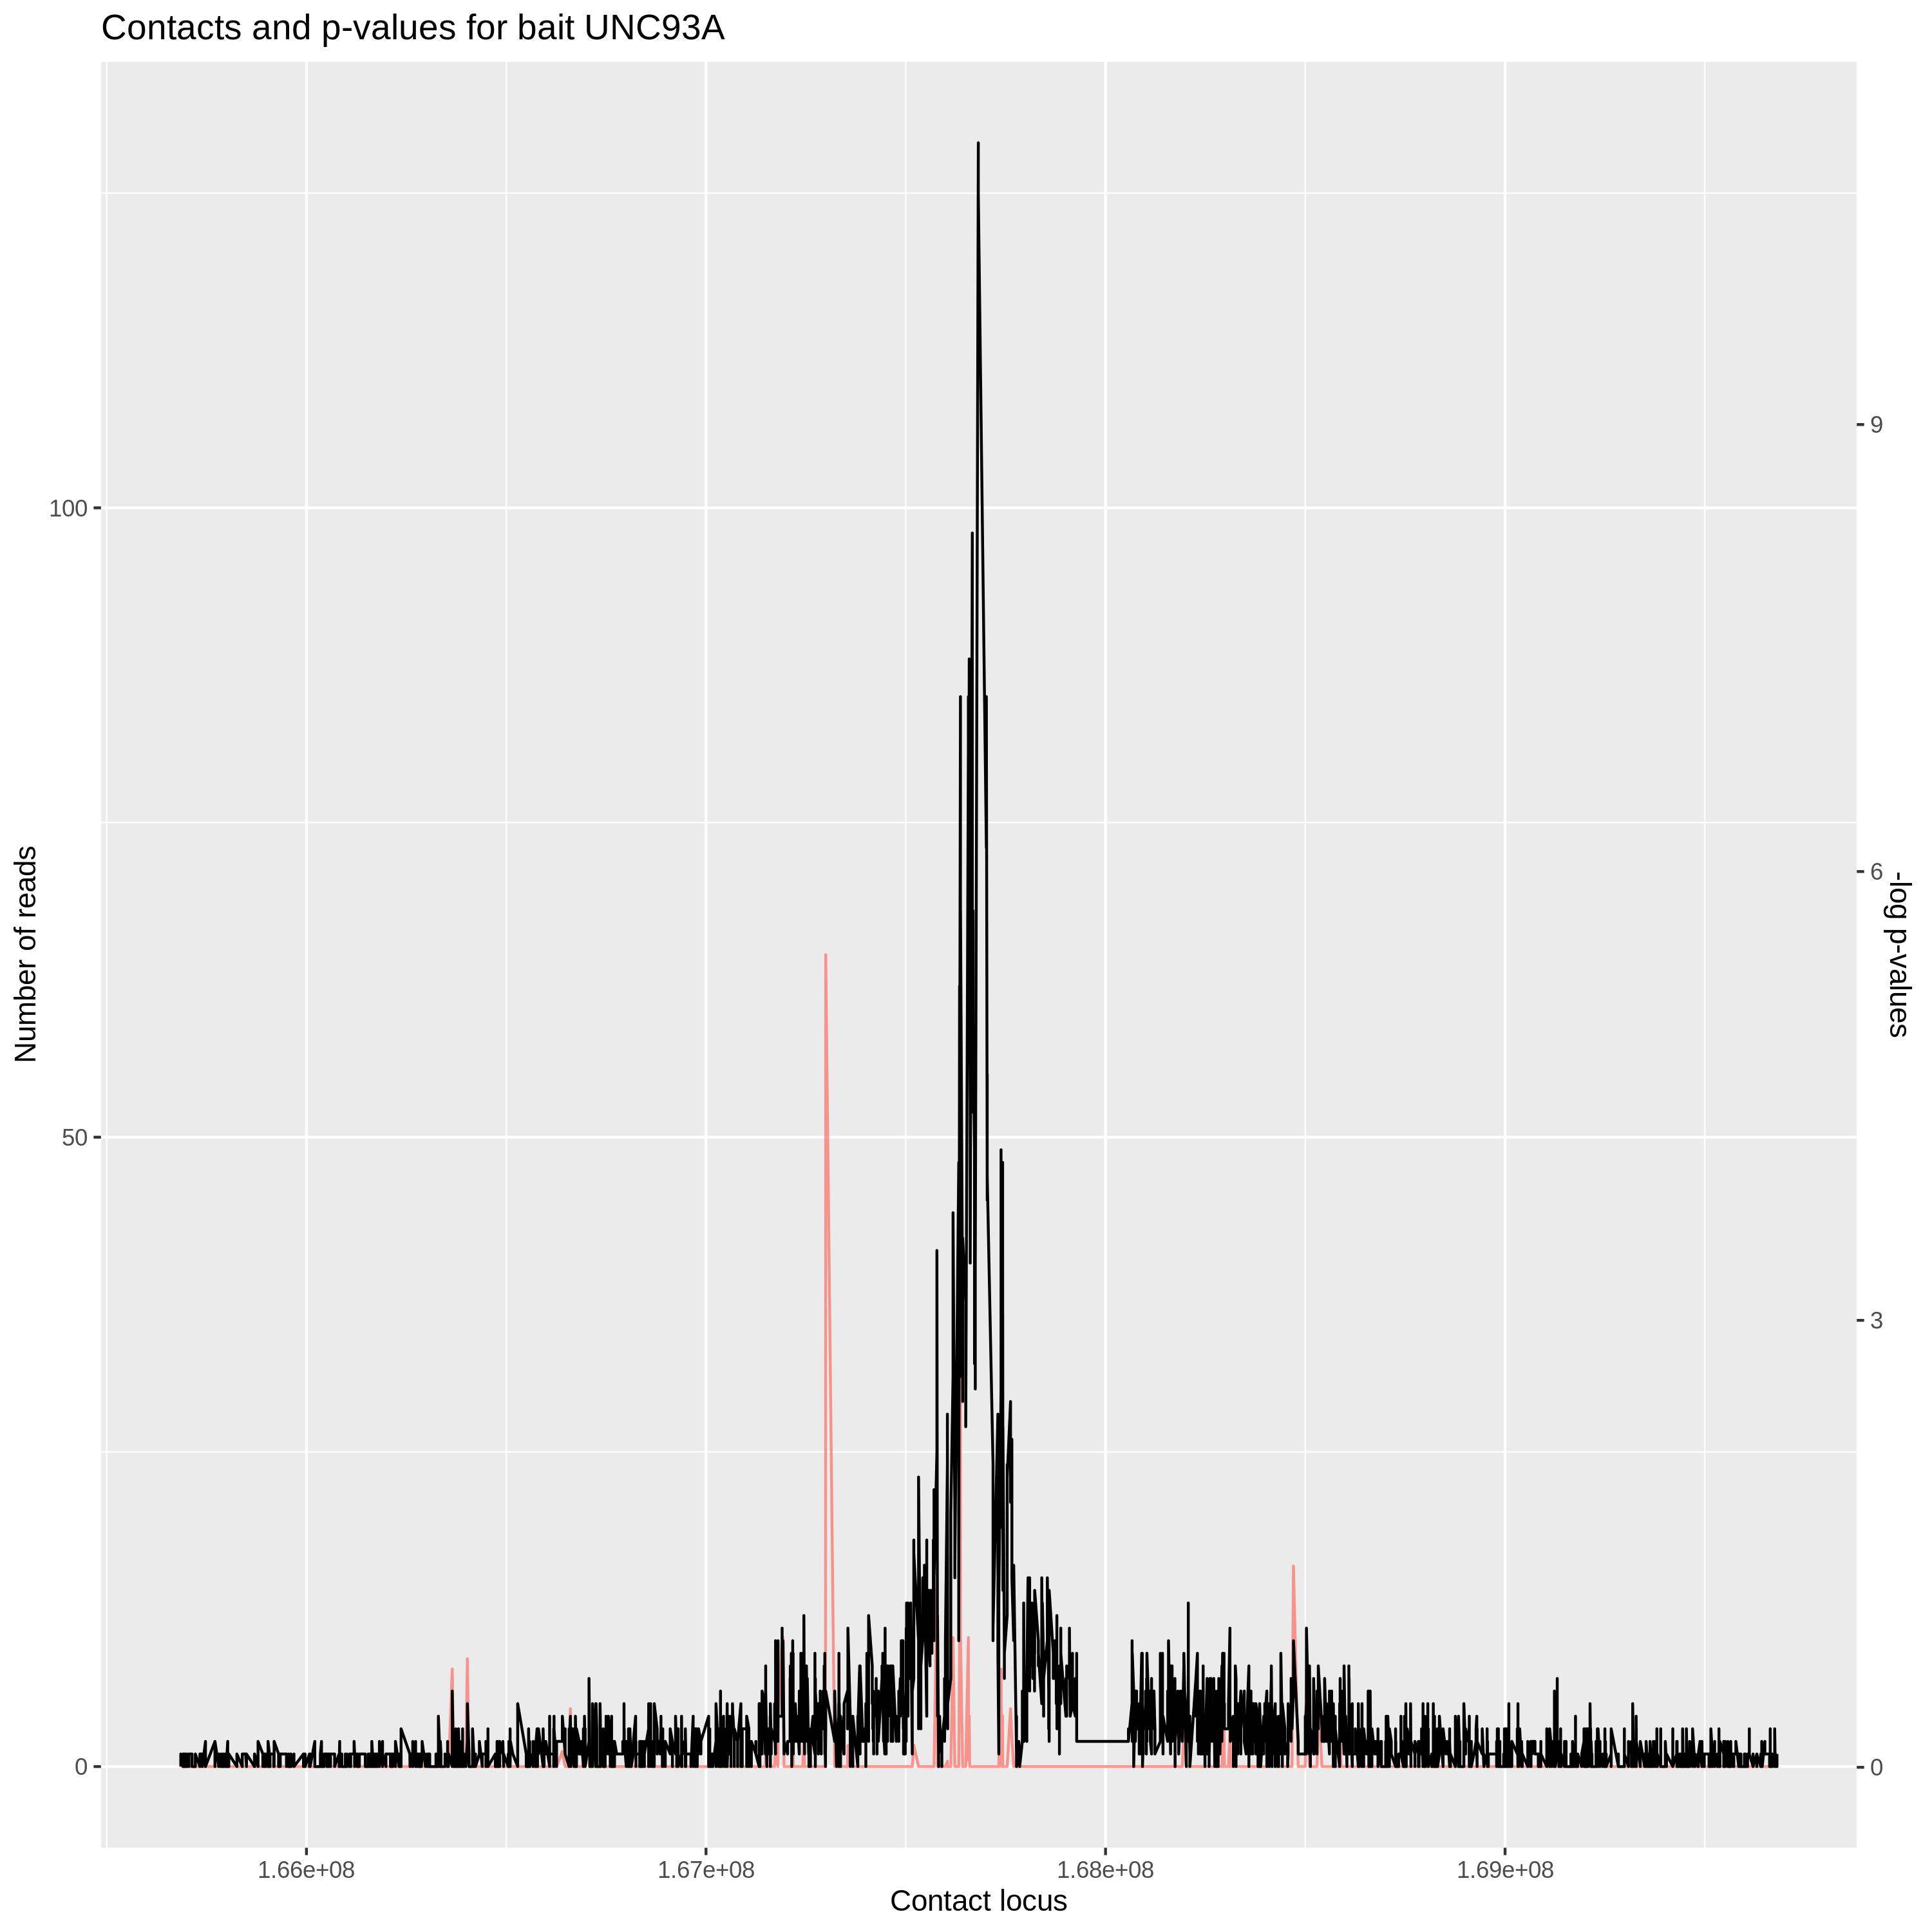 Contacts and p-values for bait UNC93A
Number of reads
100
50
0
9
6
3
0
-log p-values
1.66e+08 1.67e+08 1.68e+08 1.69e+08
Contact locus